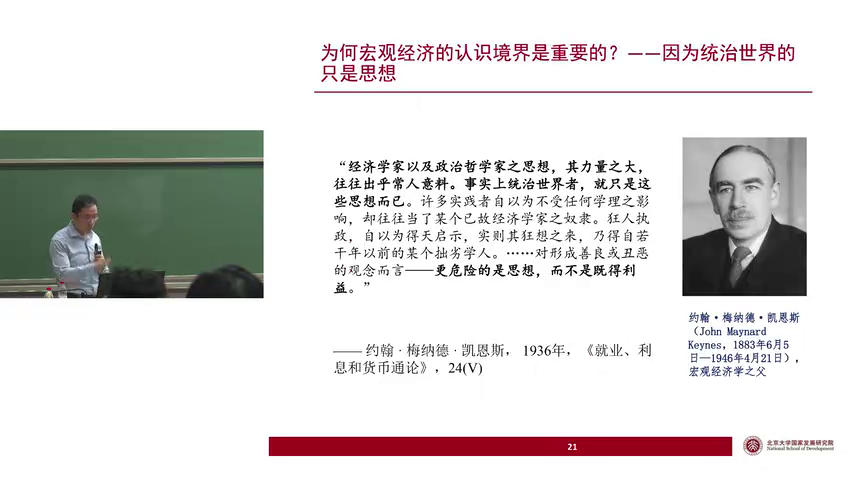 为何宏观经济的认识境界是重要的？——因为统治世界的
只是思想
“经济学家以及政治哲学家之思想，其力量之大，
往往出乎常人意料。事实上统治世界者，就只是这
些思想而已。许多实践者自以为不受任何学理之影
响，却往往当了某个已故经济学家之奴隶。狂人执
政，自以为得天启示，实则其狂想之来，乃得自若
干年以前的某个拙劣学人。……对形成善良或丑恶
的观念而言——更危险的是思想，而不是既得利
益。”
—— 约翰·梅纳德·凯恩斯， 1936年，《就业、利
息和货币通论》，24(V)
约翰·梅纳德·凯恩斯
（John Maynard
Keynes，1883年6月5
日—1946年4月21日），
宏观经济学之父
21
北京大学国家发展研究院
National School of Development